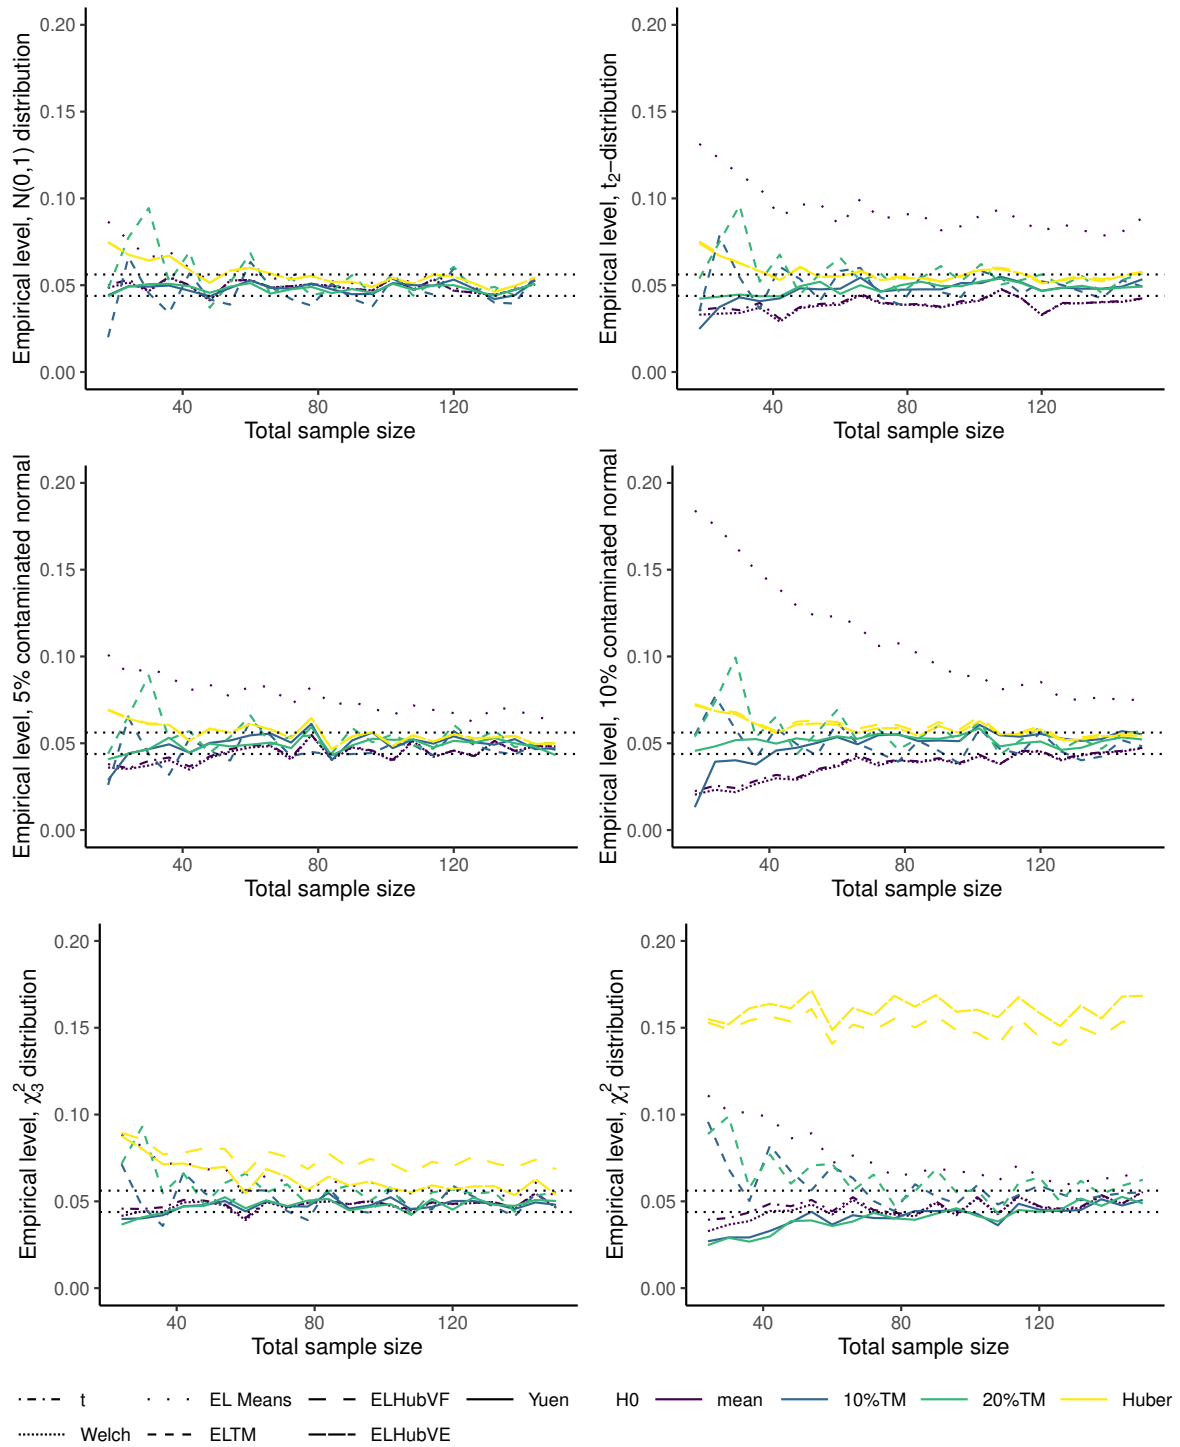 Empirical level, N(0,1) distribution
0.20
0.15
0.10
0.05
0.00
40 80 120
Total sample size
Empirical level, t₂−distribution
0.20
0.15
0.10
0.05
0.00
40 80 120
Total sample size
Empirical level, 5% contaminated normal
0.20
0.15
0.10
0.05
0.00
40 80 120
Total sample size
Empirical level, 10% contaminated normal
0.20
0.15
0.10
0.05
0.00
40 80 120
Total sample size
Empirical level, χ²₃ distribution
0.20
0.15
0.10
0.05
0.00
40 80 120
Total sample size
Empirical level, χ²₁ distribution
0.20
0.15
0.10
0.05
0.00
40 80 120
Total sample size
t EL Means ELHubVF Yuen
Welch ELTM ELHubVE
H0 mean 10%TM 20%TM Huber